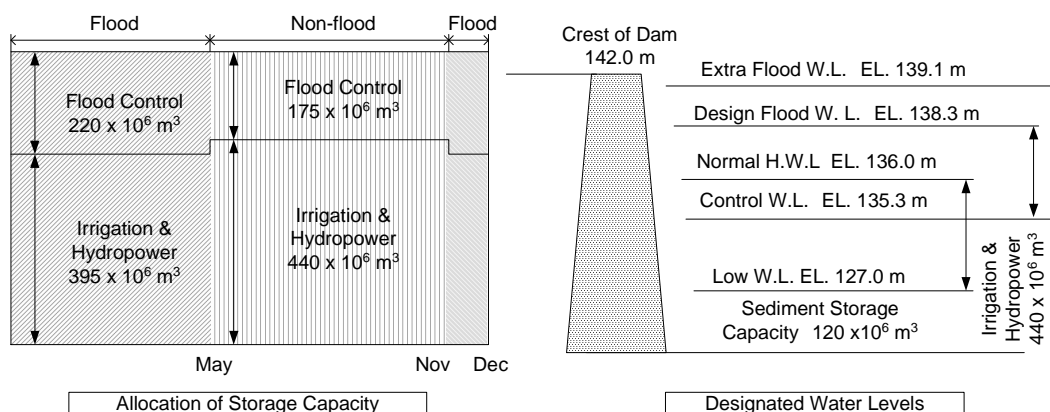 Flood
Non-flood
Flood
Flood Control
220 x 10⁶ m³
Flood Control
175 x 10⁶ m³
Irrigation &
Hydropower
395 x 10⁶ m³
Irrigation &
Hydropower
440 x 10⁶ m³
May
Nov
Dec
Allocation of Storage Capacity
Crest of Dam
142.0 m
Extra Flood W.L. EL. 139.1 m
Design Flood W. L. EL. 138.3 m
Normal H.W.L EL. 136.0 m
Control W.L. EL. 135.3 m
Low W.L. EL. 127.0 m
Sediment Storage
Capacity 120 x10⁶ m³
Irrigation &
Hydropower
440 x 10⁶ m³
Designated Water Levels